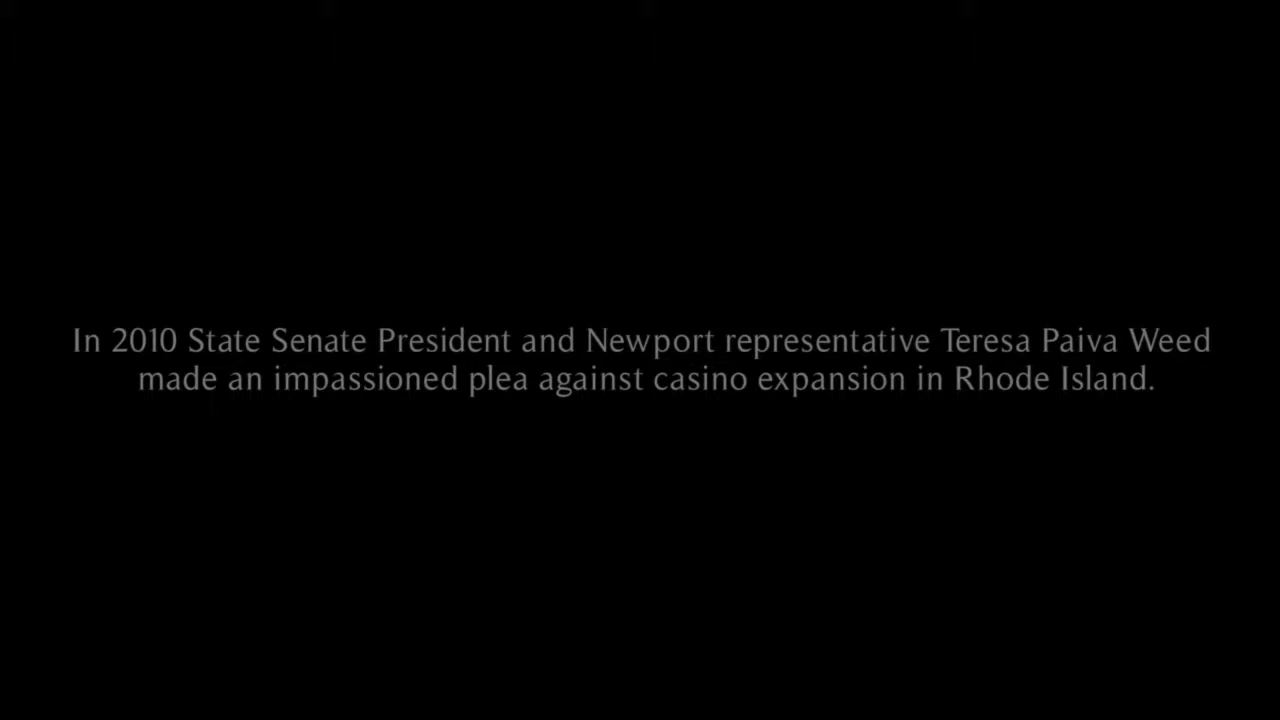 In 2010 State Senate President and Newport representative Teresa Paiva Weed
made an impassioned plea against casino expansion in Rhode Island.